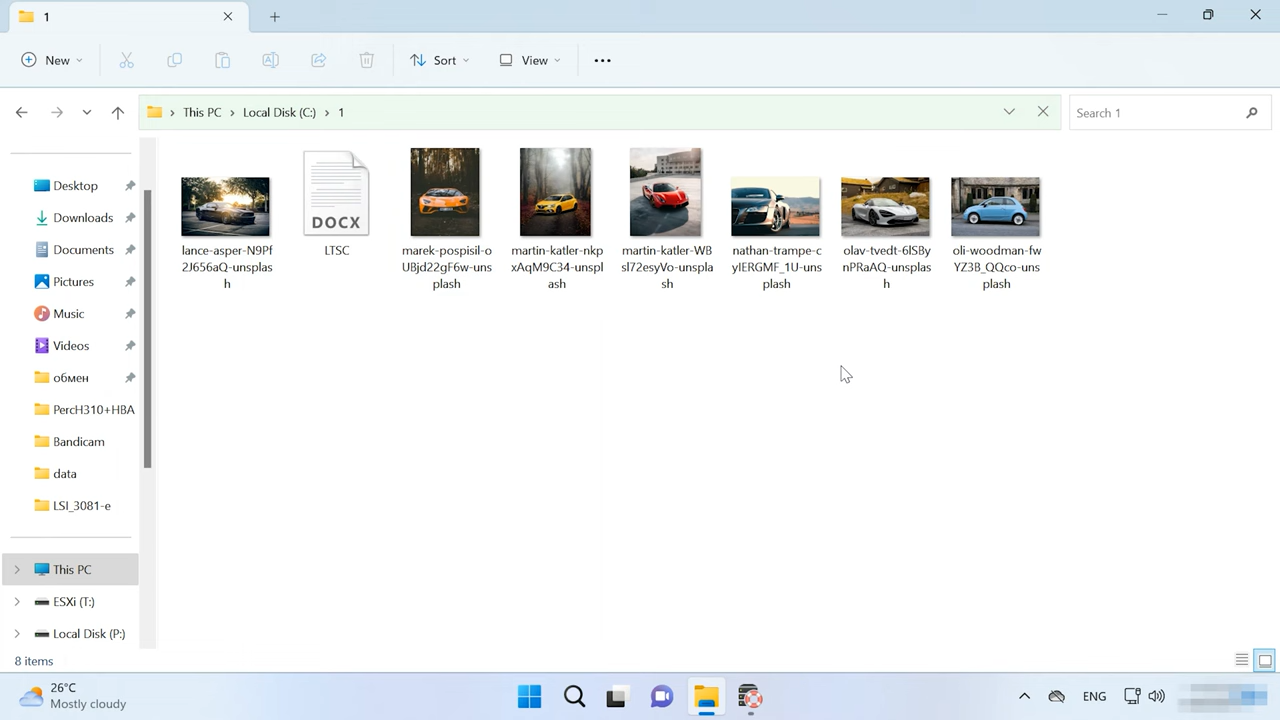 1
New
Sort
View
This PC
Local Disk (C:)
1
Search 1
Desktop
Downloads
Documents
Pictures
Music
Videos
обмен
PercH310+HBA
Bandicam
data
LSI_3081-e
This PC
ESXi (T:)
Local Disk (P:)
lance-asper-N9Pf
2J656aQ-unsplas
h
DOCX
LTSC
marek-pospisil-o
UBjd22gF6w-uns
plash
martin-katler-nkp
xAqM9C34-unspl
ash
martin-katler-WB
sl72esyVo-unspla
sh
nathan-trampe-c
yIERGMF_1U-uns
plash
olav-tvedt-6lSBy
nPRaAQ-unsplas
h
oli-woodman-fw
YZ3B_QQco-uns
plash
8 items
26°C
Mostly cloudy
ENG